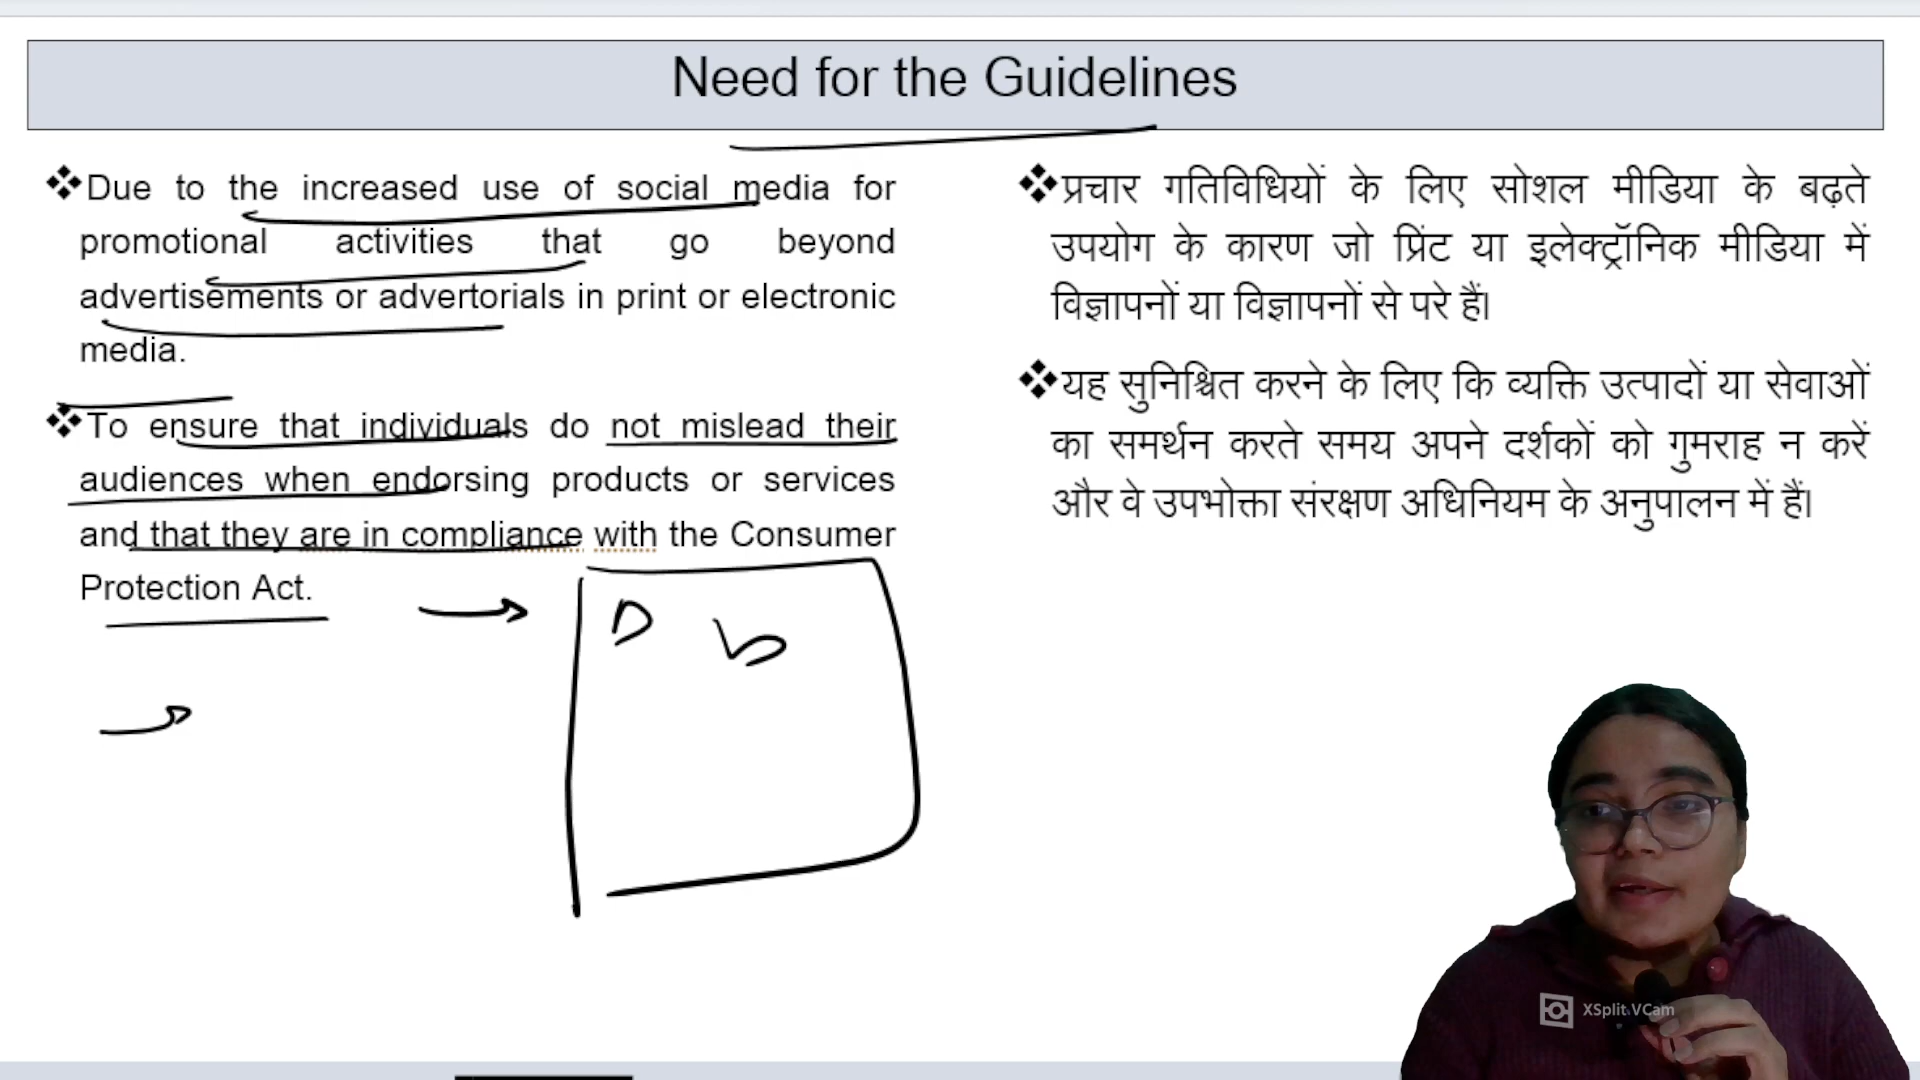 Need for the Guidelines
❖Due to the increased use of social media for
promotional activities that go beyond
advertisements or advertorials in print or electronic
media.
❖To ensure that individuals do not mislead their
audiences when endorsing products or services
and that they are in compliance with the Consumer
Protection Act.
D b
❖प्रचार गतिविधियों के लिए सोशल मीडिया के बढ़ते
उपयोग के कारण जो प्रिंट या इलेक्ट्रॉनिक मीडिया में
विज्ञापनों या विज्ञापनों से परे हैं।
❖यह सुनिश्चित करने के लिए कि व्यक्ति उत्पादों या सेवाओं
का समर्थन करते समय अपने दर्शकों को गुमराह न करें
और वे उपभोक्ता संरक्षण अधिनियम के अनुपालन में हैं।
XSplit VCam